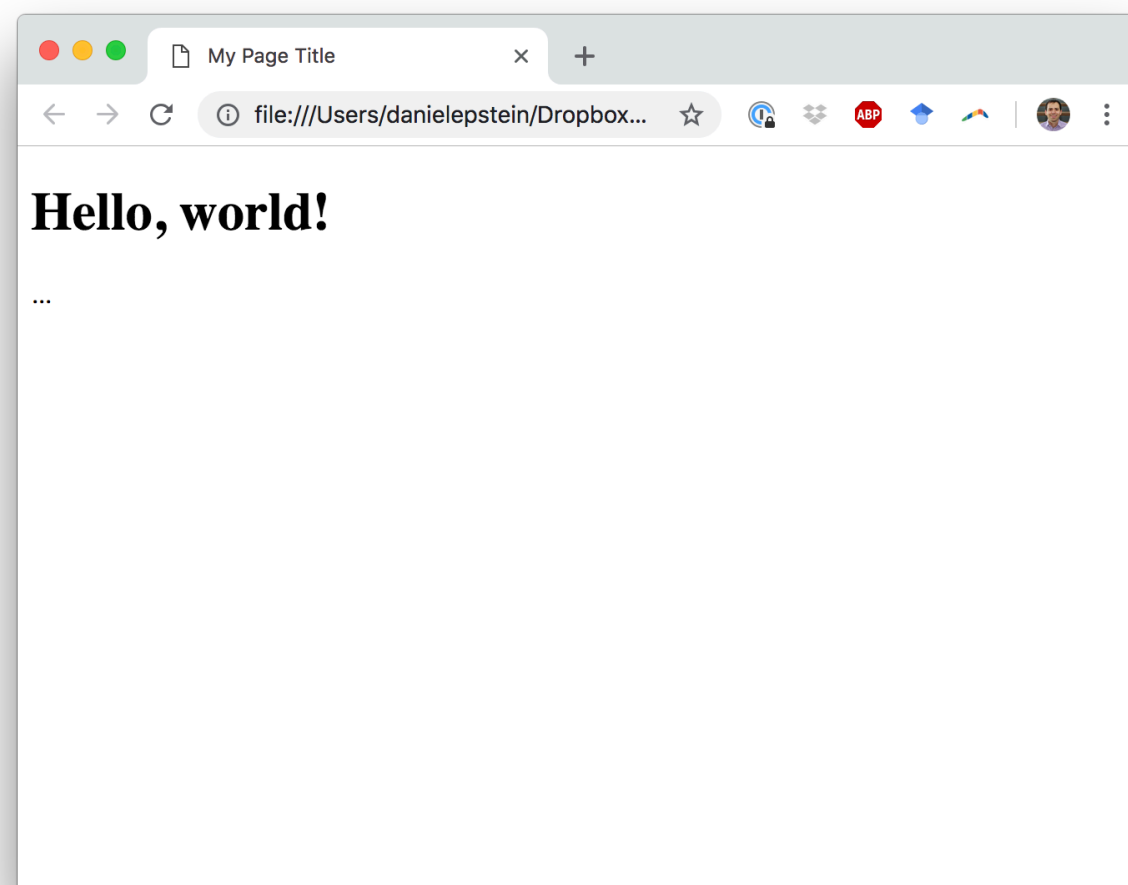 My Page Title
file:///Users/danielepstein/Dropbox...
ABP
Hello, world!
...